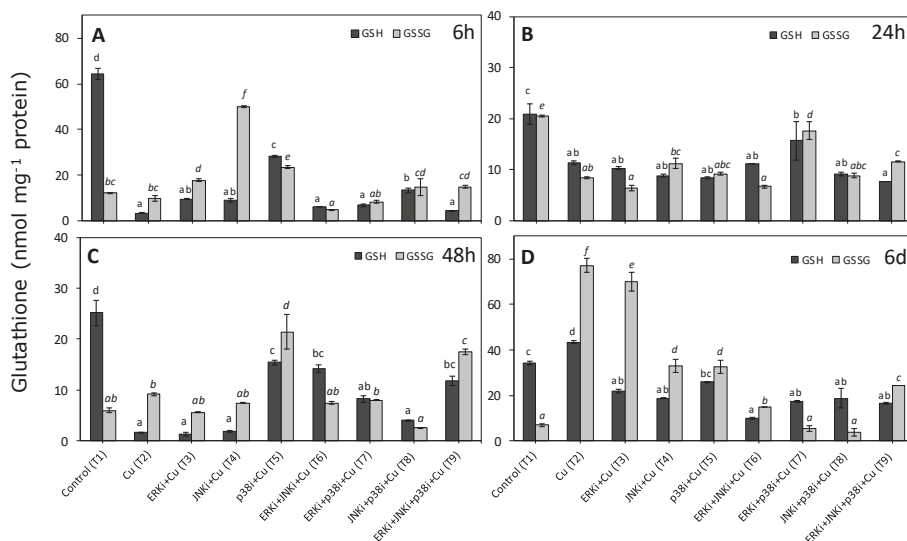 Glutathione (nmol mg⁻¹ protein)
A
6h
GSH GSSG
80
60
40
20
0
d bc a bc ab d ab f c e a a a ab b cd a cd
B
24h
GSH GSSG
40
30
20
10
0
c e ab ab ab a ab bc ab abc ab a b d ab abc a c
C
48h
GSH GSSG
40
30
20
10
0
d ab a b a ab a ab c d bc ab ab b a a bc c
D
6d
GSH GSSG
80
60
40
20
0
c a d f ab e ab d bc d a b ab a ab a ab c
Control (T1)
Cu (T2)
ERKi+Cu (T3)
JNKi+Cu (T4)
p38i+Cu (T5)
ERKi+JNKi+Cu (T6)
ERKi+p38i+Cu (T7)
JNKi+p38i+Cu (T8)
ERKi+JNKi+p38i+Cu (T9)
Control (T1)
Cu (T2)
ERKi+Cu (T3)
JNKi+Cu (T4)
p38i+Cu (T5)
ERKi+JNKi+Cu (T6)
ERKi+p38i+Cu (T7)
JNKi+p38i+Cu (T8)
ERKi+JNKi+p38i+Cu (T9)